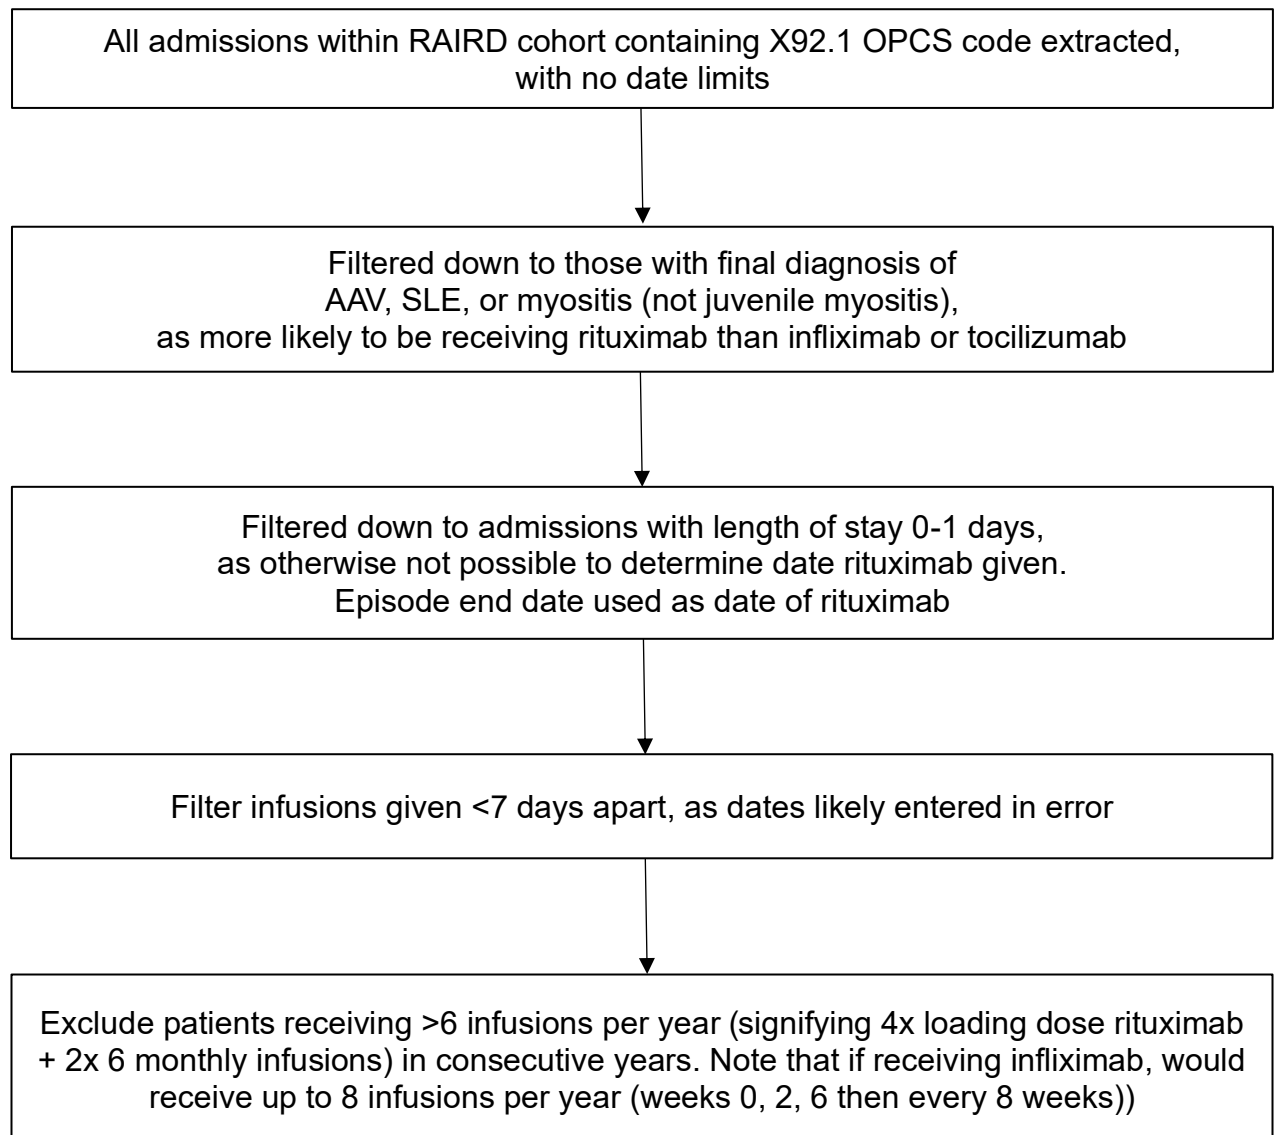 All admissions within RAIRD cohort containing X92.1 OPCS code extracted,
with no date limits
Filtered down to those with final diagnosis of
AAV, SLE, or myositis (not juvenile myositis),
as more likely to be receiving rituximab than infliximab or tocilizumab
Filtered down to admissions with length of stay 0-1 days,
as otherwise not possible to determine date rituximab given.
Episode end date used as date of rituximab
Filter infusions given <7 days apart, as dates likely entered in error
Exclude patients receiving >6 infusions per year (signifying 4x loading dose rituximab
+ 2x 6 monthly infusions) in consecutive years. Note that if receiving infliximab, would
receive up to 8 infusions per year (weeks 0, 2, 6 then every 8 weeks))